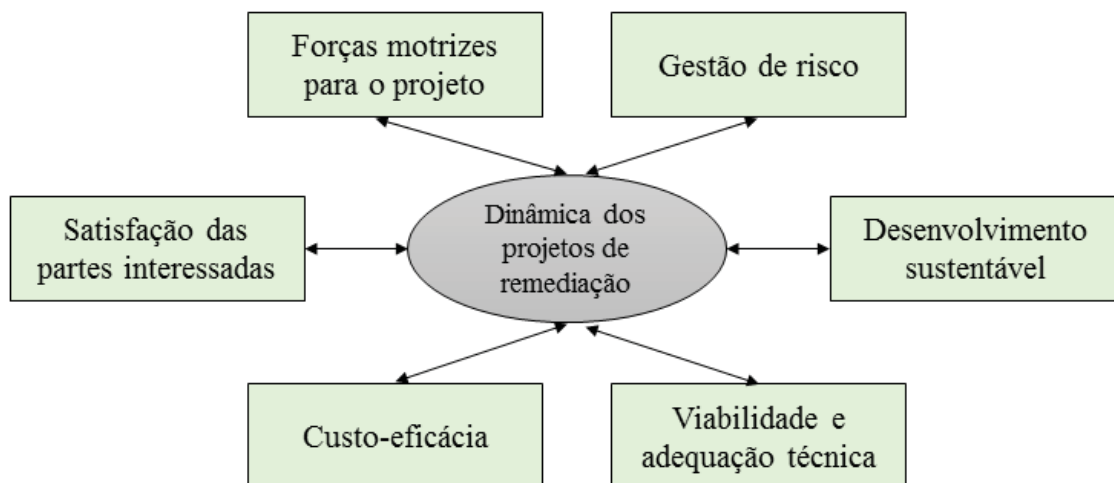 Forças motrizes
para o projeto
Gestão de risco
Satisfação das
partes interessadas
Dinâmica dos
projetos de
remediação
Desenvolvimento
sustentável
Custo-eficácia
Viabilidade e
adequação técnica